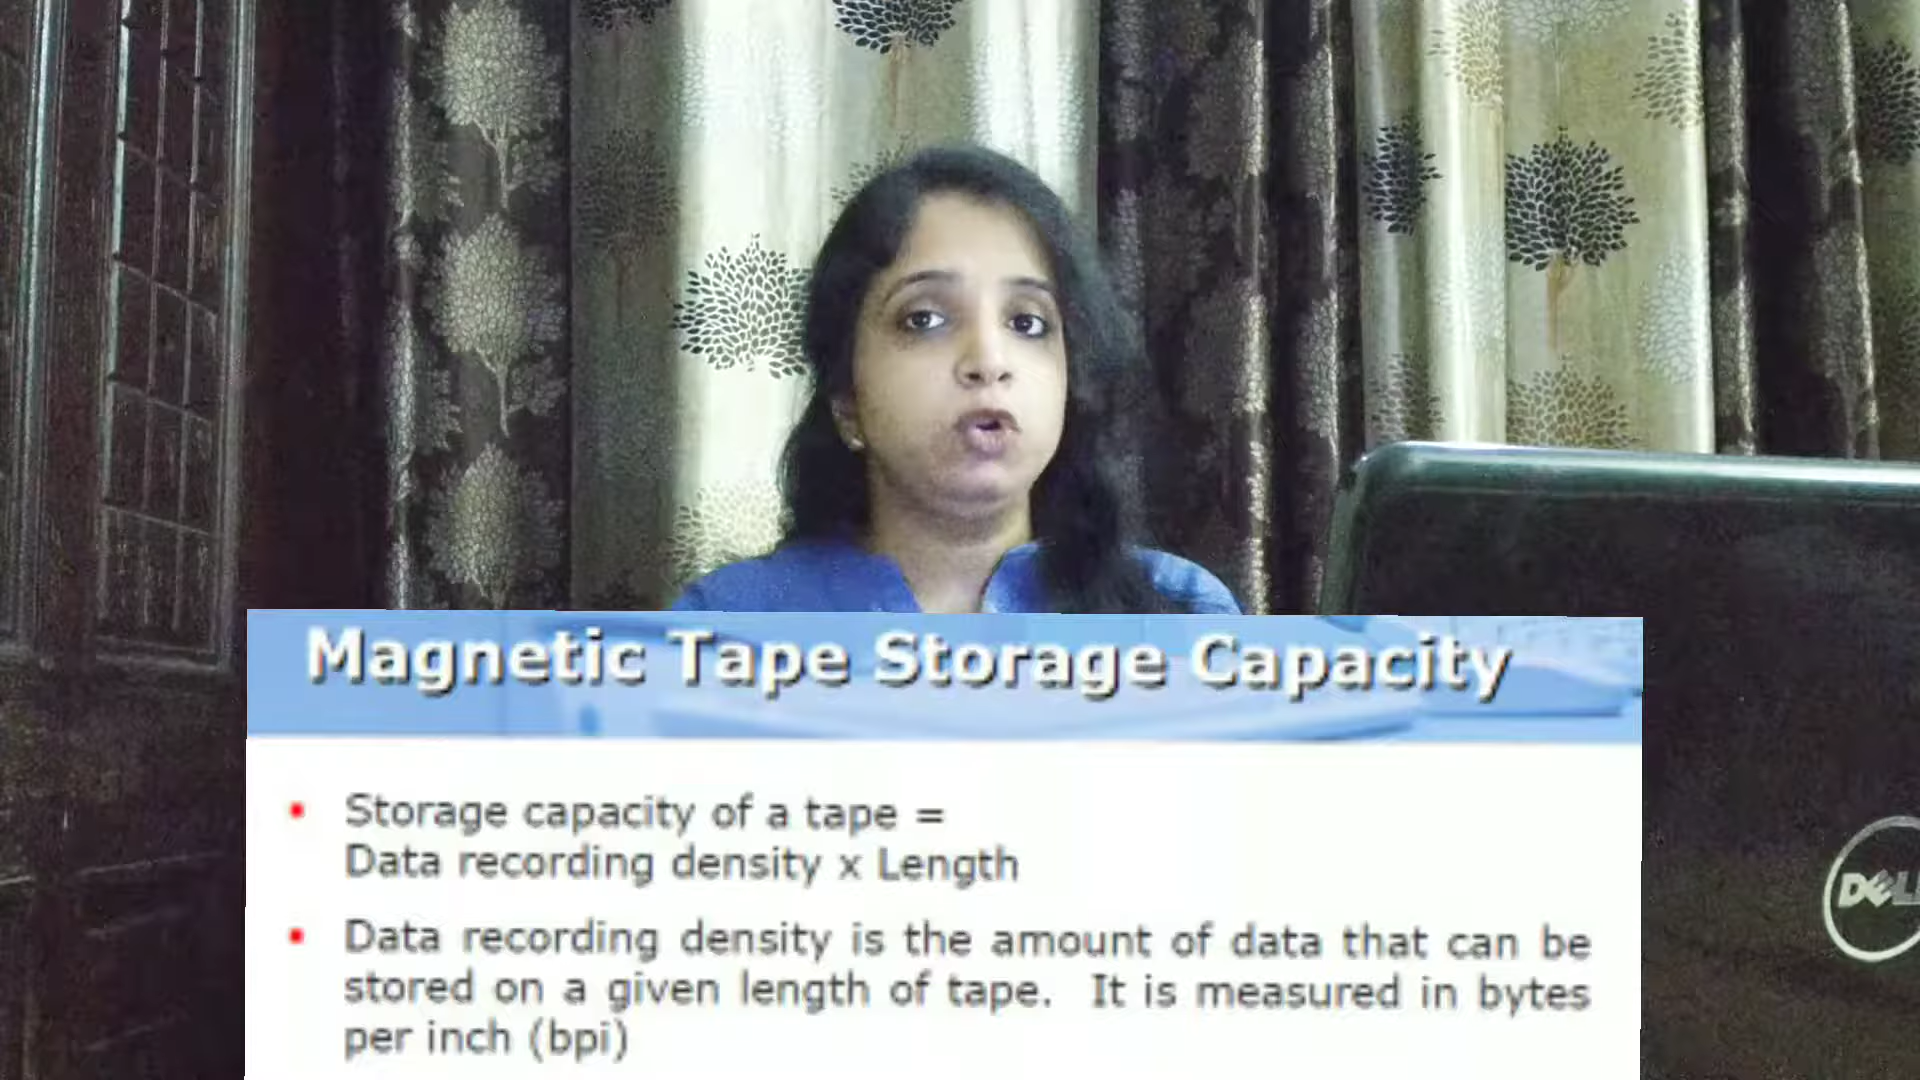 Magnetic Tape Storage Capacity
Storage capacity of a tape =
Data recording density x Length
Data recording density is the amount of data that can be
stored on a given length of tape. It is measured in bytes
per inch (bpi)
DELL